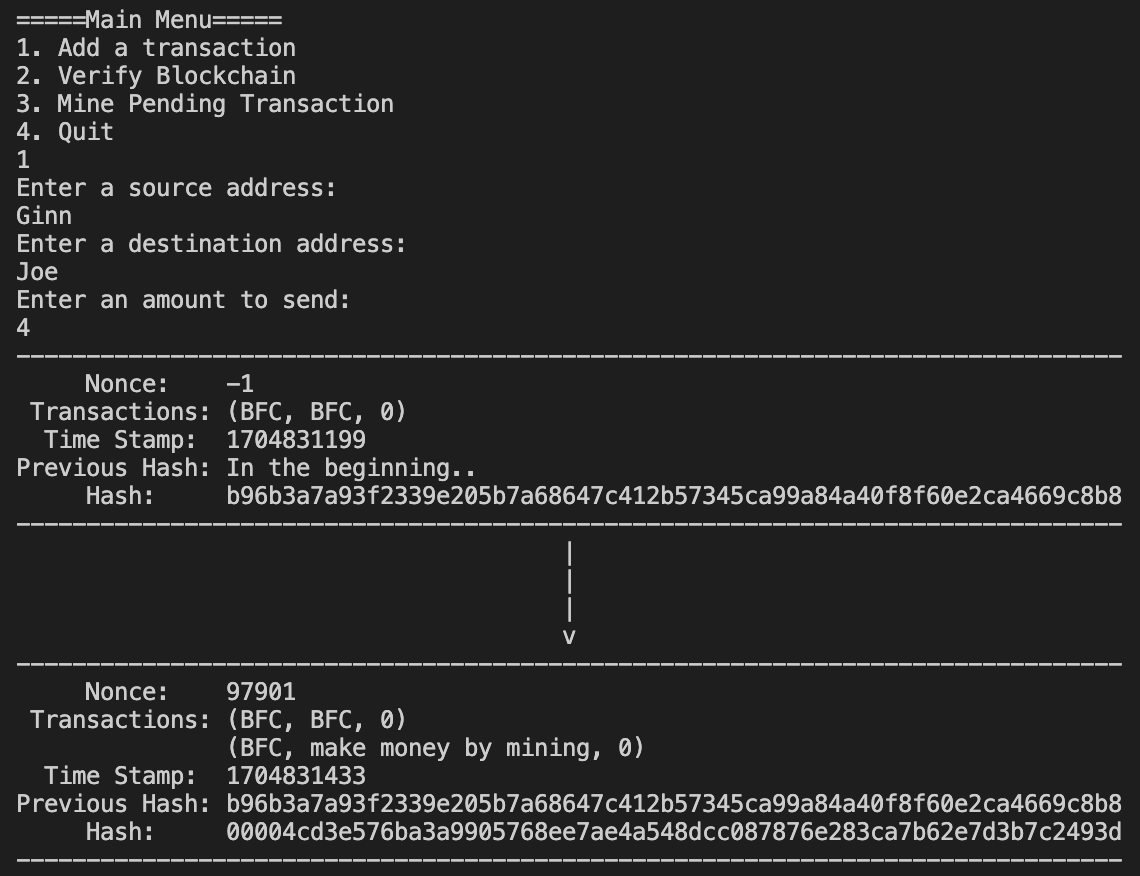 =====Main Menu=====
1. Add a transaction
2. Verify Blockchain
3. Mine Pending Transaction
4. Quit
1
Enter a source address:
Ginn
Enter a destination address:
Joe
Enter an amount to send:
4
-------------------------------------------------------------------------------
Nonce: -1
Transactions: (BFC, BFC, 0)
Time Stamp: 1704831199
Previous Hash: In the beginning..
Hash: b96b3a7a93f2339e205b7a68647c412b57345ca99a84a40f8f60e2ca4669c8b8
-------------------------------------------------------------------------------
|
|
|
v
-------------------------------------------------------------------------------
Nonce: 97901
Transactions: (BFC, BFC, 0)
(BFC, make money by mining, 0)
Time Stamp: 1704831433
Previous Hash: b96b3a7a93f2339e205b7a68647c412b57345ca99a84a40f8f60e2ca4669c8b8
Hash: 00004cd3e576ba3a9905768ee7ae4a548dcc087876e283ca7b62e7d3b7c2493d
-------------------------------------------------------------------------------